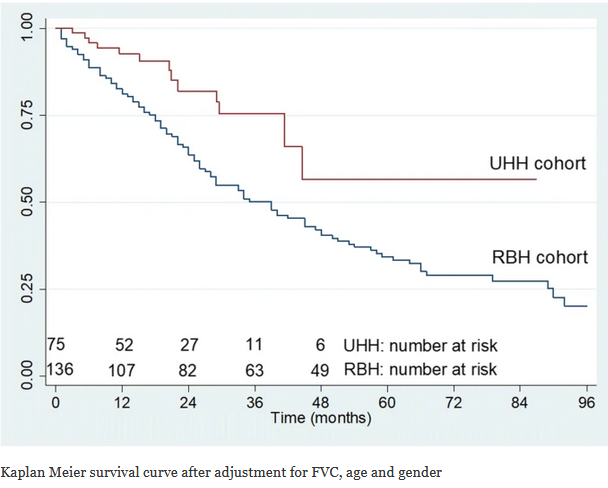 1.00
0.75
0.50
0.25
0.00
UHH cohort
RBH cohort
75 52 27 11 6 UHH: number at risk
136 107 82 63 49 RBH: number at risk
0 12 24 36 48 60 72 84 96
Time (months)
Kaplan Meier survival curve after adjustment for FVC, age and gender